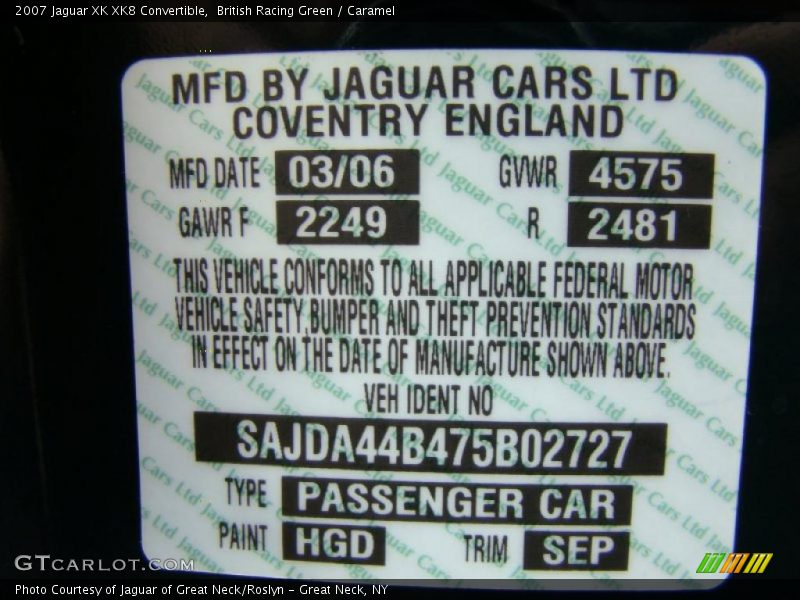 2007 Jaguar XK XK8 Convertible,  British Racing Green / Caramel
MFD BY JAGUAR CARS LTD
COVENTRY ENGLAND
MFD DATE 03/06 GVWR 4575
GAWR F 2249 R 2481
THIS VEHICLE CONFORMS TO ALL APPLICABLE FEDERAL MOTOR
VEHICLE SAFETY,BUMPER AND THEFT PREVENTION STANDARDS
IN EFFECT ON THE DATE OF MANUFACTURE SHOWN ABOVE.
VEH IDENT NO
SAJDA44B475B02727
TYPE PASSENGER CAR
PAINT HGD TRIM SEP
GTCARLOT.COM
Photo Courtesy of Jaguar of Great Neck/Roslyn - Great Neck, NY